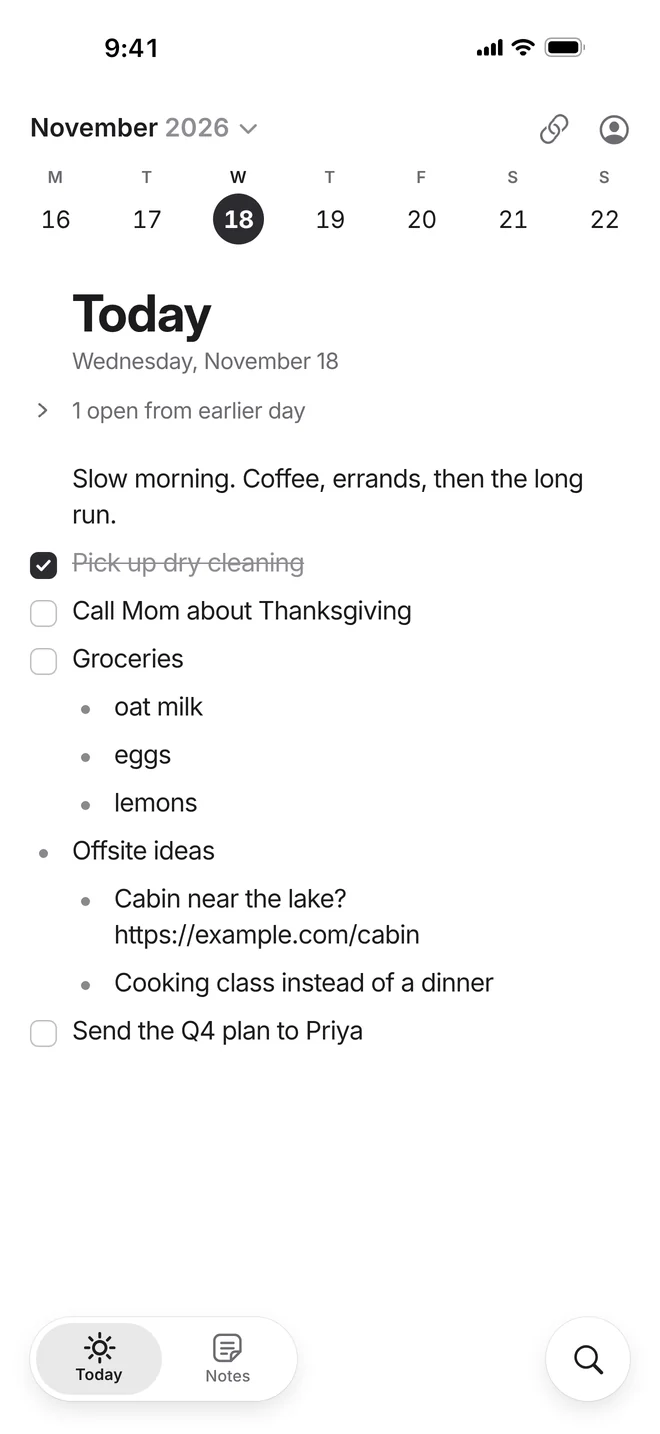 9:41
November 2026
M T W T F S S
16 17 18 19 20 21 22
Today
Wednesday, November 18
1 open from earlier day
Slow morning. Coffee, errands, then the long
run.
Pick up dry cleaning
Call Mom about Thanksgiving
Groceries
oat milk
eggs
lemons
Offsite ideas
Cabin near the lake?
https://example.com/cabin
Cooking class instead of a dinner
Send the Q4 plan to Priya
Today Notes